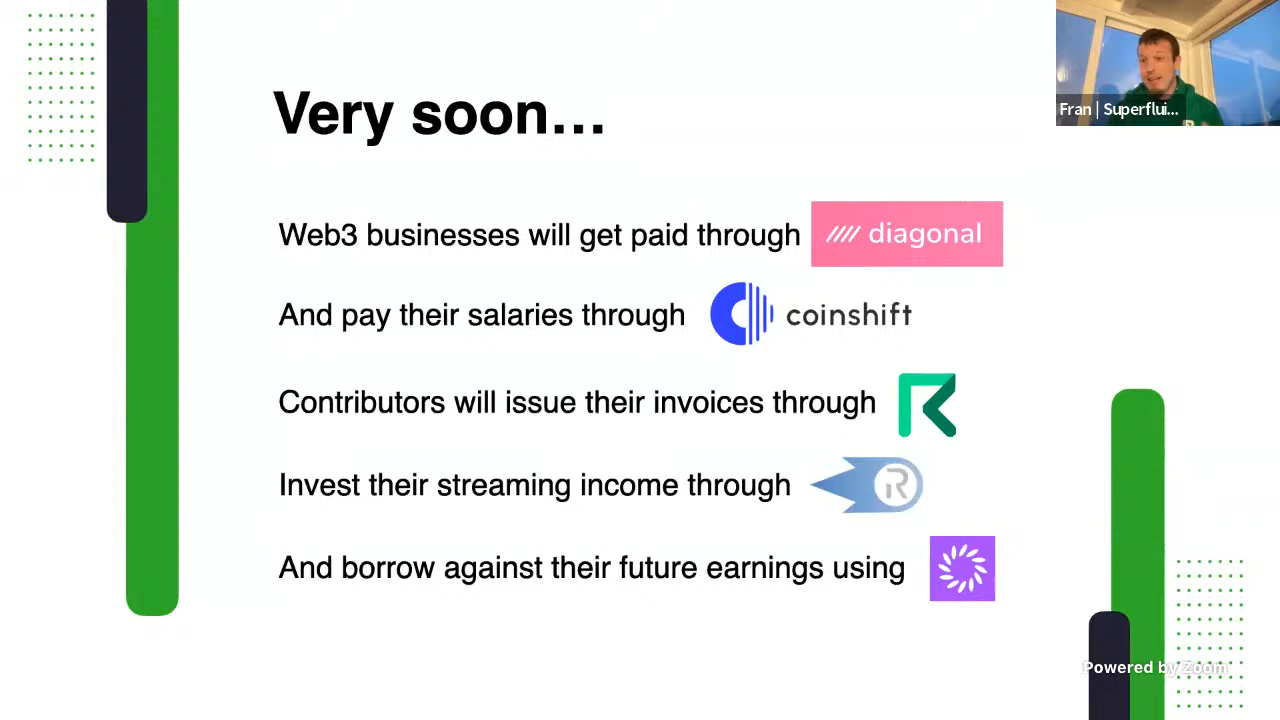 Very soon…
Fran | Superflui...
Web3 businesses will get paid through diagonal
And pay their salaries through coinshift
Contributors will issue their invoices through
Invest their streaming income through R
And borrow against their future earnings using
Powered by Zoom